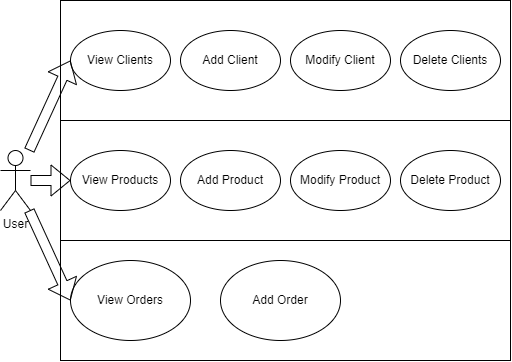 View Clients
Add Client
Modify Client
Delete Clients
View Products
Add Product
Modify Product
Delete Product
User
View Orders
Add Order